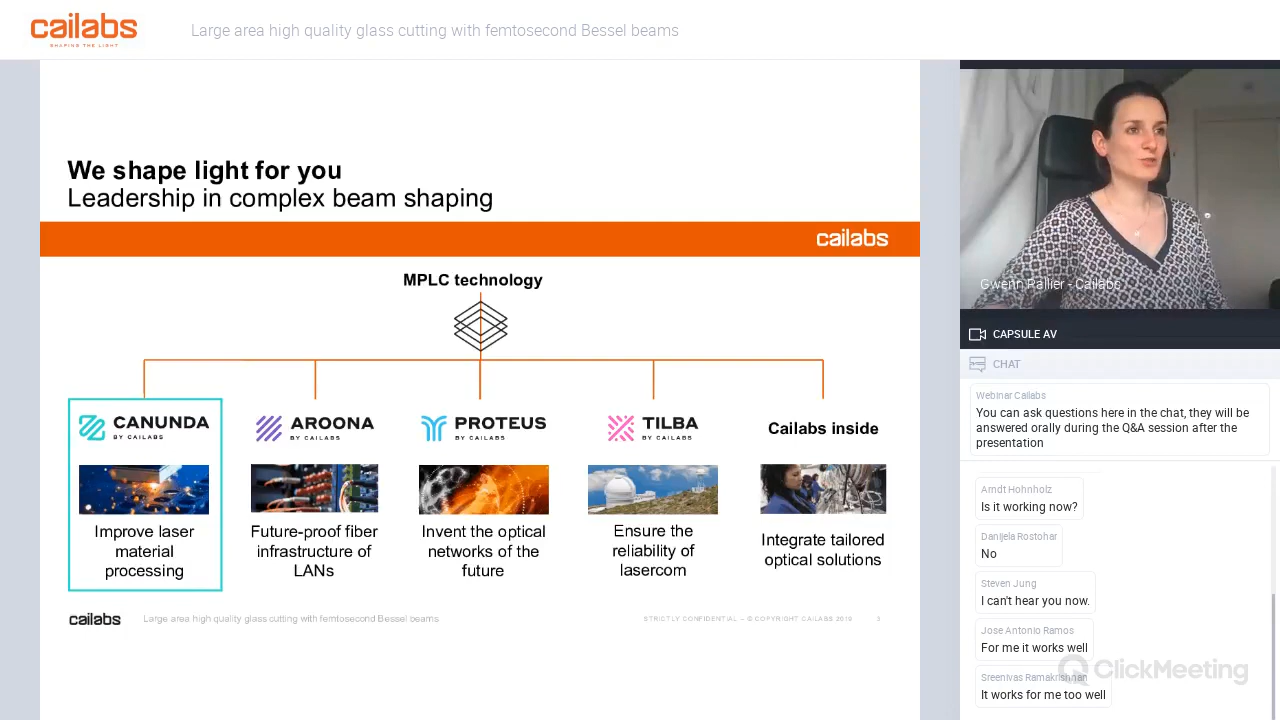 cailabs
SHAPING THE LIGHT
Large area high quality glass cutting with femtosecond Bessel beams
We shape light for you
Leadership in complex beam shaping
cailabs
MPLC technology
CANUNDA
BY CAILABS
Improve laser
material
processing
AROONA
BY CAILABS
Future-proof fiber
infrastructure of
LANs
PROTEUS
BY CAILABS
Invent the optical
networks of the
future
TILBA
BY CAILABS
Ensure the
reliability of
lasercom
Cailabs inside
Integrate tailored
optical solutions
cailabs
Large area high quality glass cutting with femtosecond Bessel beams
STRICTLY CONFIDENTIAL – © COPYRIGHT CAILABS 2019
3
Gwenn Pallier - Cailabs
CAPSULE AV
CHAT
Webinar Cailabs
You can ask questions here in the chat, they will be
answered orally during the Q&A session after the
presentation
Arndt Hohnholz
Is it working now?
Danijela Rostohar
No
Steven Jung
I can't hear you now.
Jose Antonio Ramos
For me it works well
Sreenivas Ramakrishnan
It works for me too well
ClickMeeting